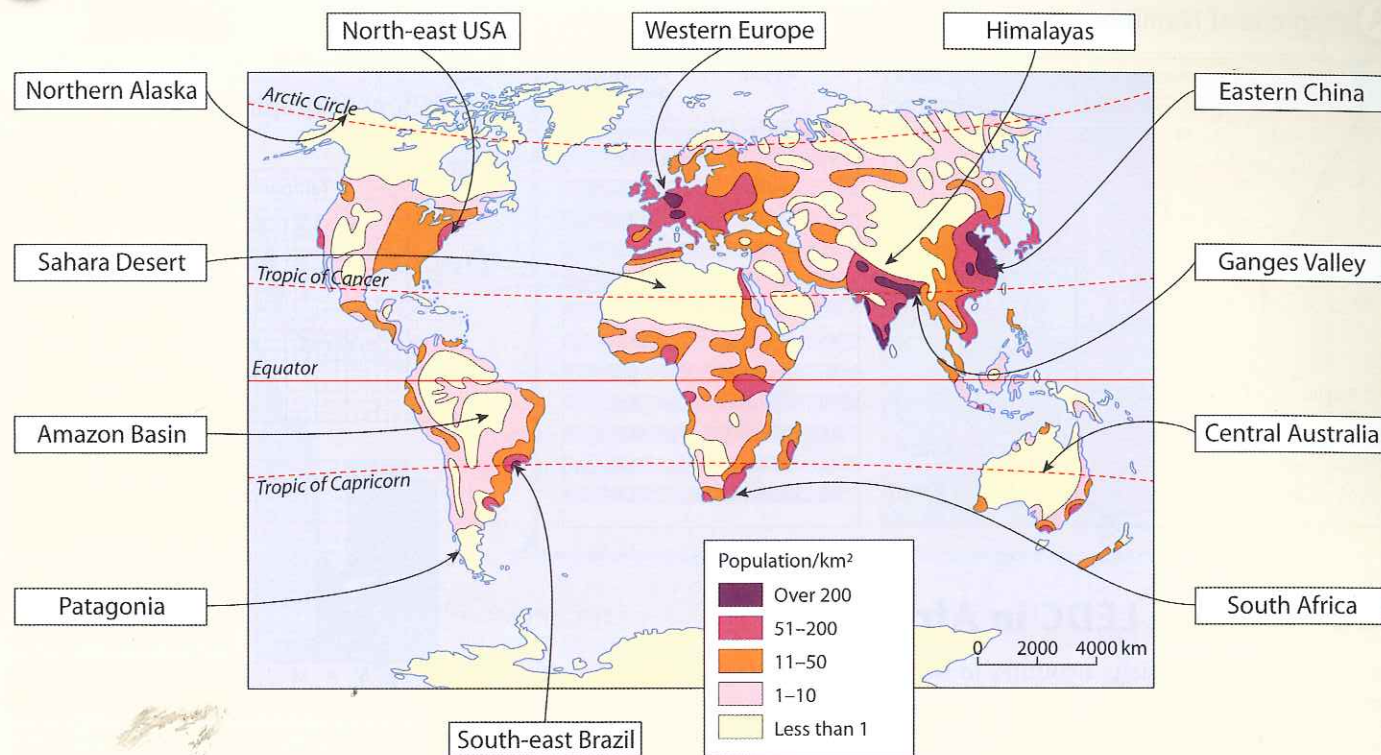 North-east USA
Western Europe
Himalayas
Northern Alaska
Arctic Circle
Eastern China
Sahara Desert
Tropic of Cancer
Ganges Valley
Equator
Amazon Basin
Central Australia
Tropic of Capricorn
Patagonia
Population/km²
Over 200
51–200
11–50
1–10
Less than 1
South Africa
0 2000 4000 km
South-east Brazil